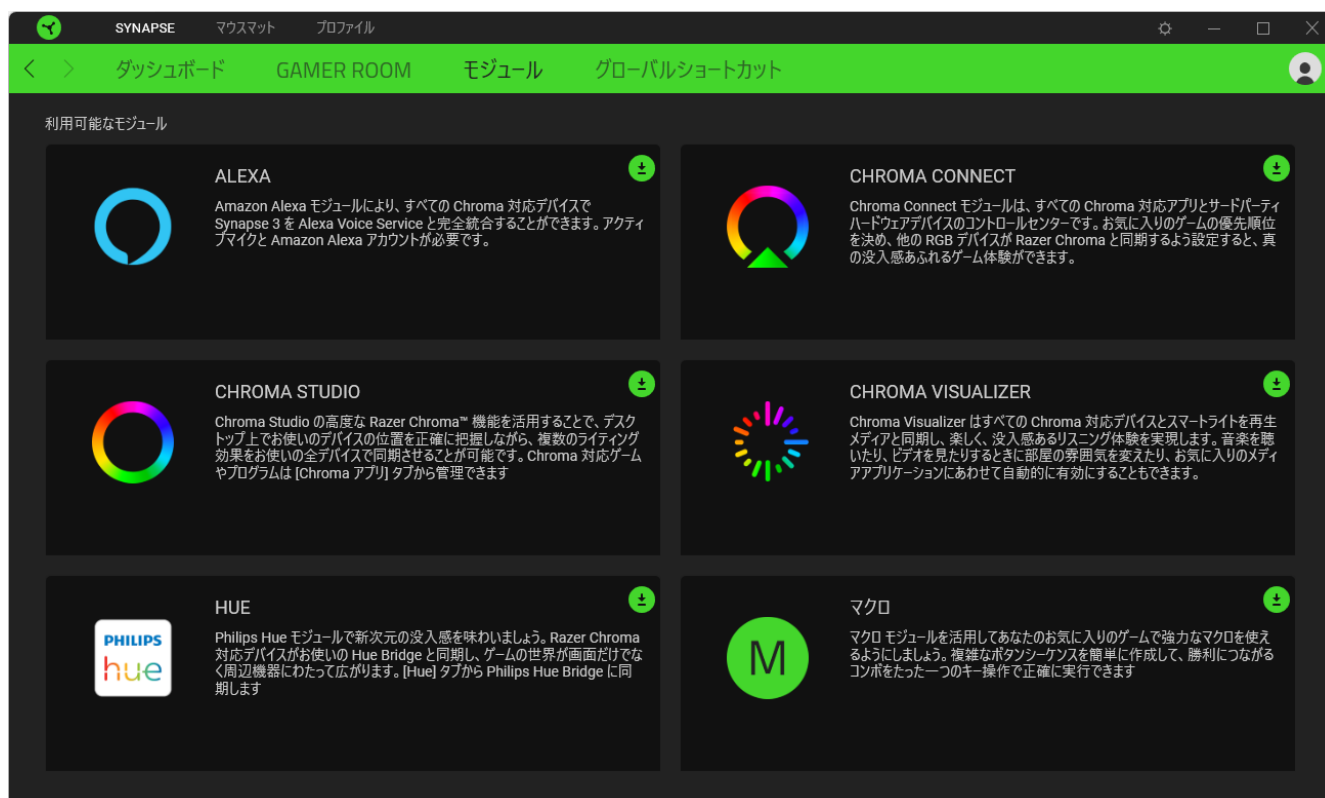 SYNAPSE マウスマット プロファイル
ダッシュボード GAMER ROOM モジュール グローバルショートカット
利用可能なモジュール
ALEXA
Amazon Alexa モジュールにより、すべての Chroma 対応デバイスで
Synapse 3 を Alexa Voice Service と完全統合することができます。アクティ
ブマイクと Amazon Alexa アカウントが必要です。
CHROMA CONNECT
Chroma Connect モジュールは、すべての Chroma 対応アプリとサードパーティ
ハードウェアデバイスのコントロールセンターです。お気に入りのゲームの優先順位
を決め、他の RGB デバイスが Razer Chroma と同期するよう設定すると、真
の没入感あふれるゲーム体験ができます。
CHROMA STUDIO
Chroma Studio の高度な Razer Chroma™ 機能を活用することで、デスク
トップ上でお使いのデバイスの位置を正確に把握しながら、複数のライティング
効果をお使いの全デバイスで同期させることが可能です。Chroma 対応ゲーム
やプログラムは [Chroma アプリ] タブから管理できます
CHROMA VISUALIZER
Chroma Visualizer はすべての Chroma 対応デバイスとスマートライトを再生
メディアと同期し、楽しく、没入感あるリスニング体験を実現します。音楽を聴
いたり、ビデオを見たりするときに部屋の雰囲気を変えたり、お気に入りのメディ
アアプリケーションにあわせて自動的に有効にすることもできます。
PHILIPS
hue
HUE
Philips Hue モジュールで新次元の没入感を味わいましょう。Razer Chroma
対応デバイスがお使いの Hue Bridge と同期し、ゲームの世界が画面だけでな
く周辺機器にわたって広がります。[Hue] タブから Philips Hue Bridge に同
期します
M
マクロ
マクロ モジュールを活用してあなたのお気に入りのゲームで強力なマクロを使え
るようにしましょう。複雑なボタンシーケンスを簡単に作成して、勝利につながる
コンボをたった一つのキー操作で正確に実行できます